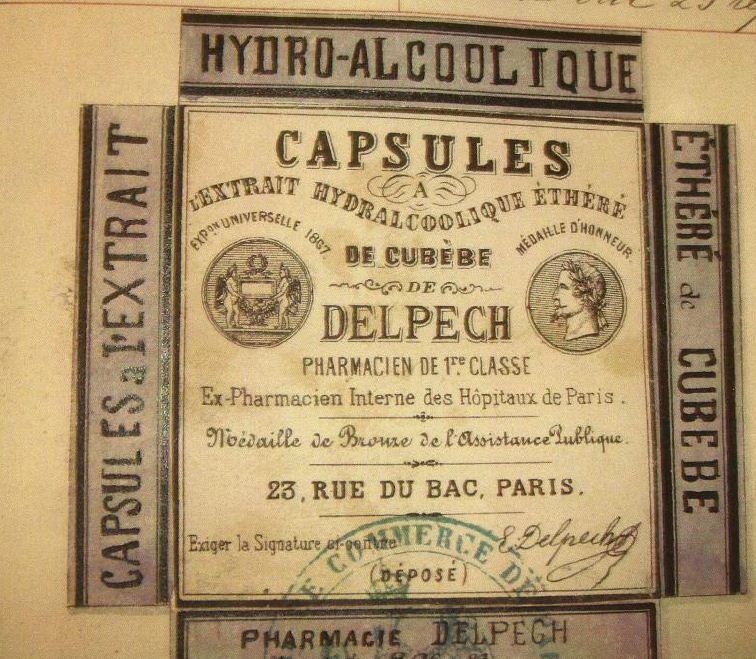 HYDRO-ALCOOLIQUE
CAPSULES a l'EXTRAIT
CAPSULES
A
L'EXTRAIT HYDRALCOOLIQUE ÉTHÉRÉ
EXPON UNIVERSELLE 1867.
MÉDAILLE D'HONNEUR.
DE CUBÈBE
DE
DELPECH
PHARMACIEN DE 1re CLASSE
Ex-Pharmacien Interne des Hôpitaux de Paris.
Médaille de Bronze de l'Assistance Publique.
23, RUE DU BAC, PARIS.
Exiger la Signature ci-contre
E. Delpech
(DÉPOSÉ)
ÉTHÉRÉ de CUBEBE
COMMERCE
PHARMACIE DELPECH